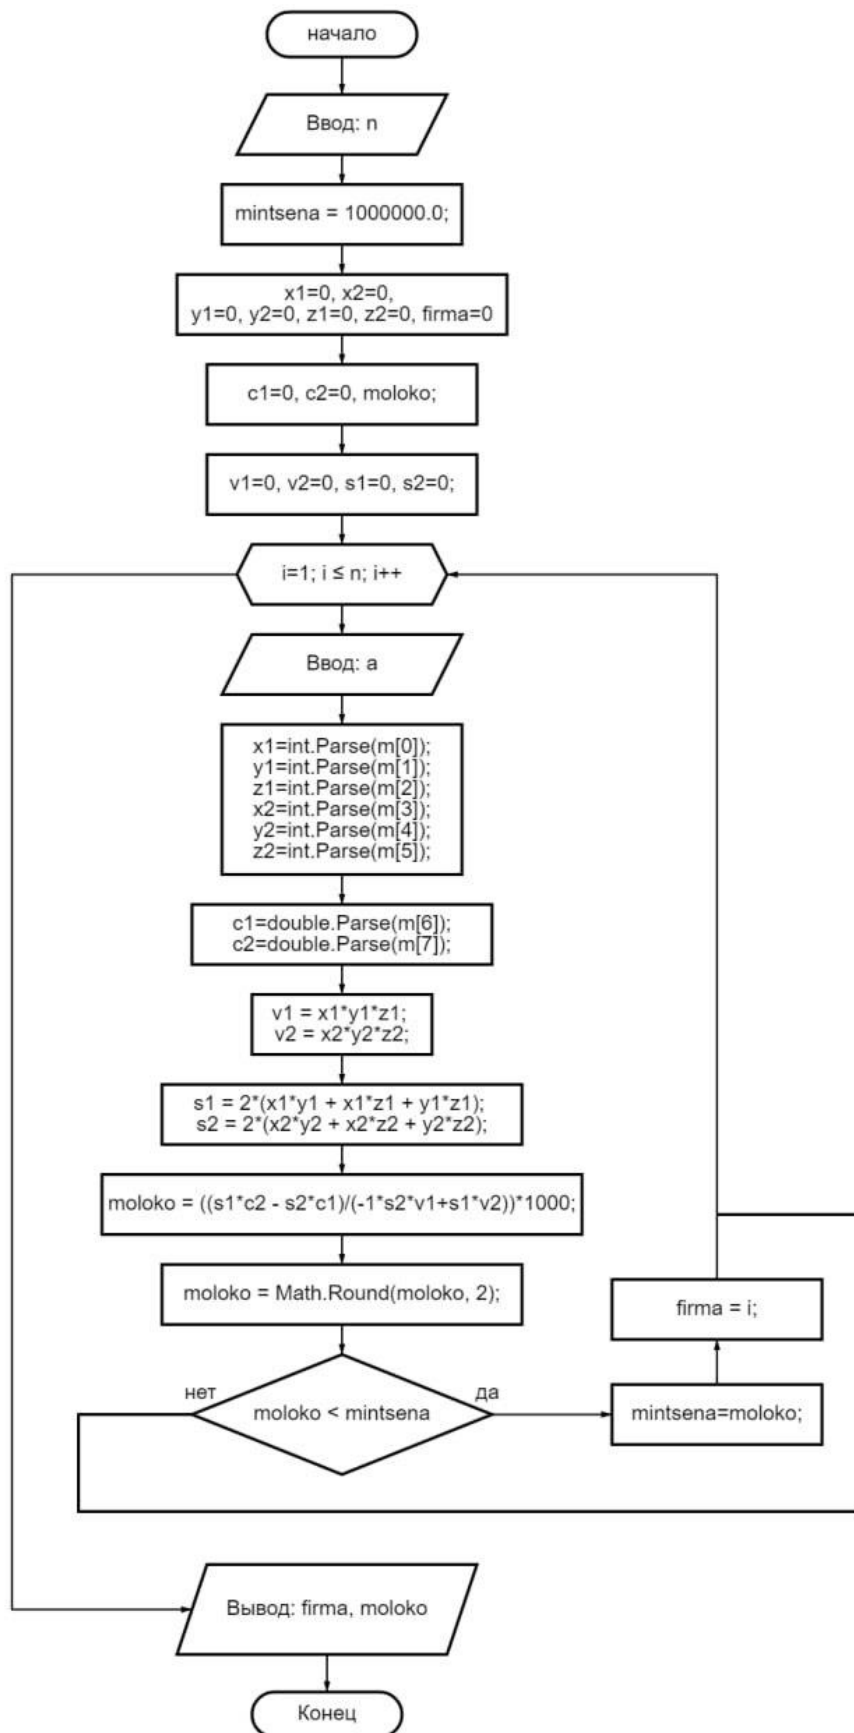 начало
Ввод: n
mintsena = 1000000.0;
x1=0, x2=0,
y1=0, y2=0, z1=0, z2=0, firma=0
c1=0, c2=0, moloko;
v1=0, v2=0, s1=0, s2=0;
i=1; i ≤ n; i++
Ввод: a
x1=int.Parse(m[0]);
y1=int.Parse(m[1]);
z1=int.Parse(m[2]);
x2=int.Parse(m[3]);
y2=int.Parse(m[4]);
z2=int.Parse(m[5]);
c1=double.Parse(m[6]);
c2=double.Parse(m[7]);
v1 = x1*y1*z1;
v2 = x2*y2*z2;
s1 = 2*(x1*y1 + x1*z1 + y1*z1);
s2 = 2*(x2*y2 + x2*z2 + y2*z2);
moloko = ((s1*c2 - s2*c1)/(-1*s2*v1+s1*v2))*1000;
moloko = Math.Round(moloko, 2);
firma = i;
нет
да
moloko < mintsena
mintsena=moloko;
Вывод: firma, moloko
Конец